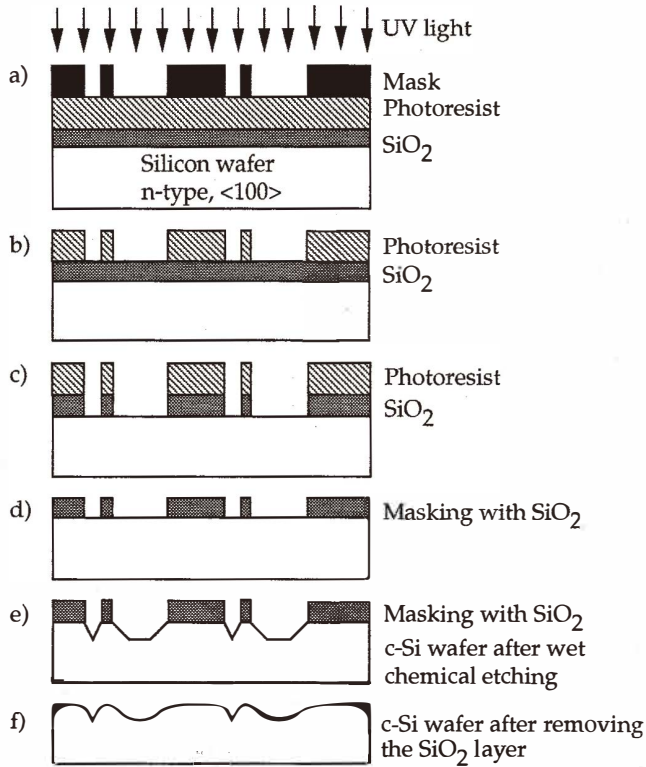 UV light
a)
Mask
Photoresist
SiO2
Silicon wafer
n-type, <100>
b)
Photoresist
SiO2
c)
Photoresist
SiO2
d)
Masking with SiO2
e)
Masking with SiO2
c-Si wafer after wet
chemical etching
f)
c-Si wafer after removing
the SiO2 layer